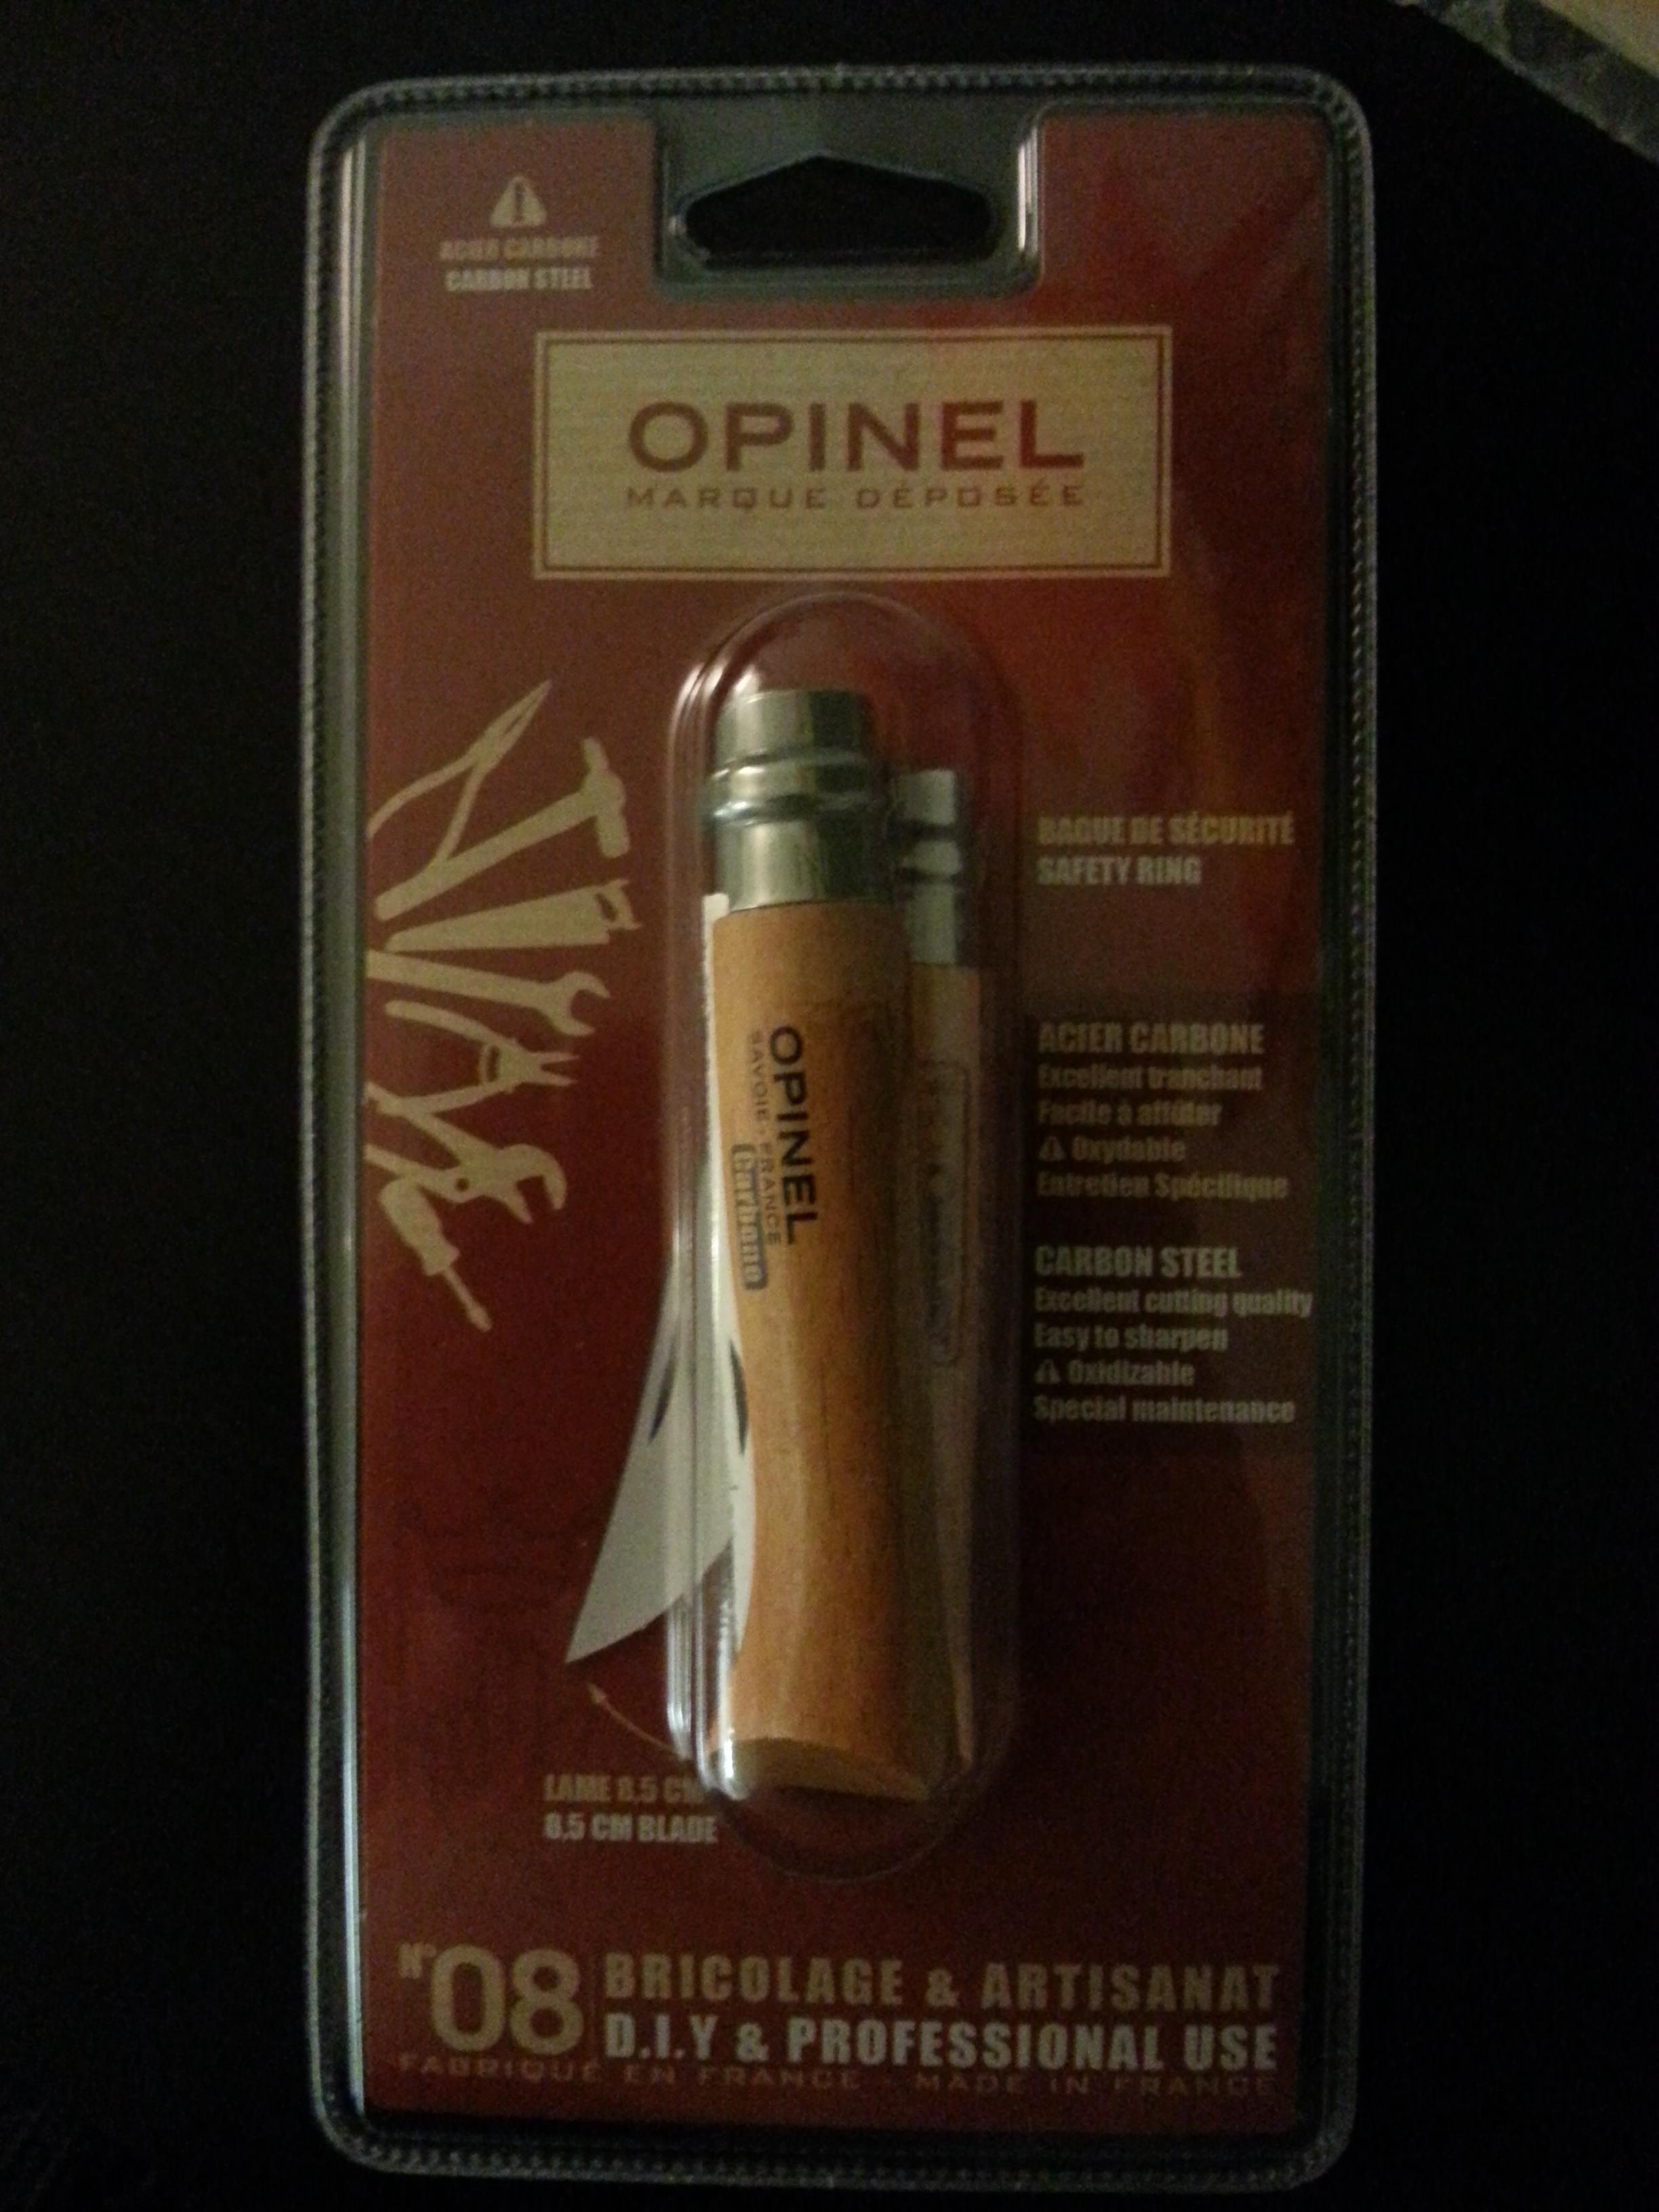 ACIER CARBONE
CARBON STEEL
OPINEL
MARQUE DÉPOSÉE
BAGUE DE SÉCURITÉ
SAFETY RING
OPINEL
SAVOIE - FRANCE
Carbone
ACIER CARBONE
Excellent tranchant
Facile à affûter
Oxydable
Entretien Spécifique
CARBON STEEL
Excellent cutting quality
Easy to sharpen
Oxidizable
Special maintenance
LAME 8.5 CM
8.5 CM BLADE
N°08
BRICOLAGE & ARTISANAT
D.I.Y & PROFESSIONAL USE
FABRIQUÉ EN FRANCE - MADE IN FRANCE